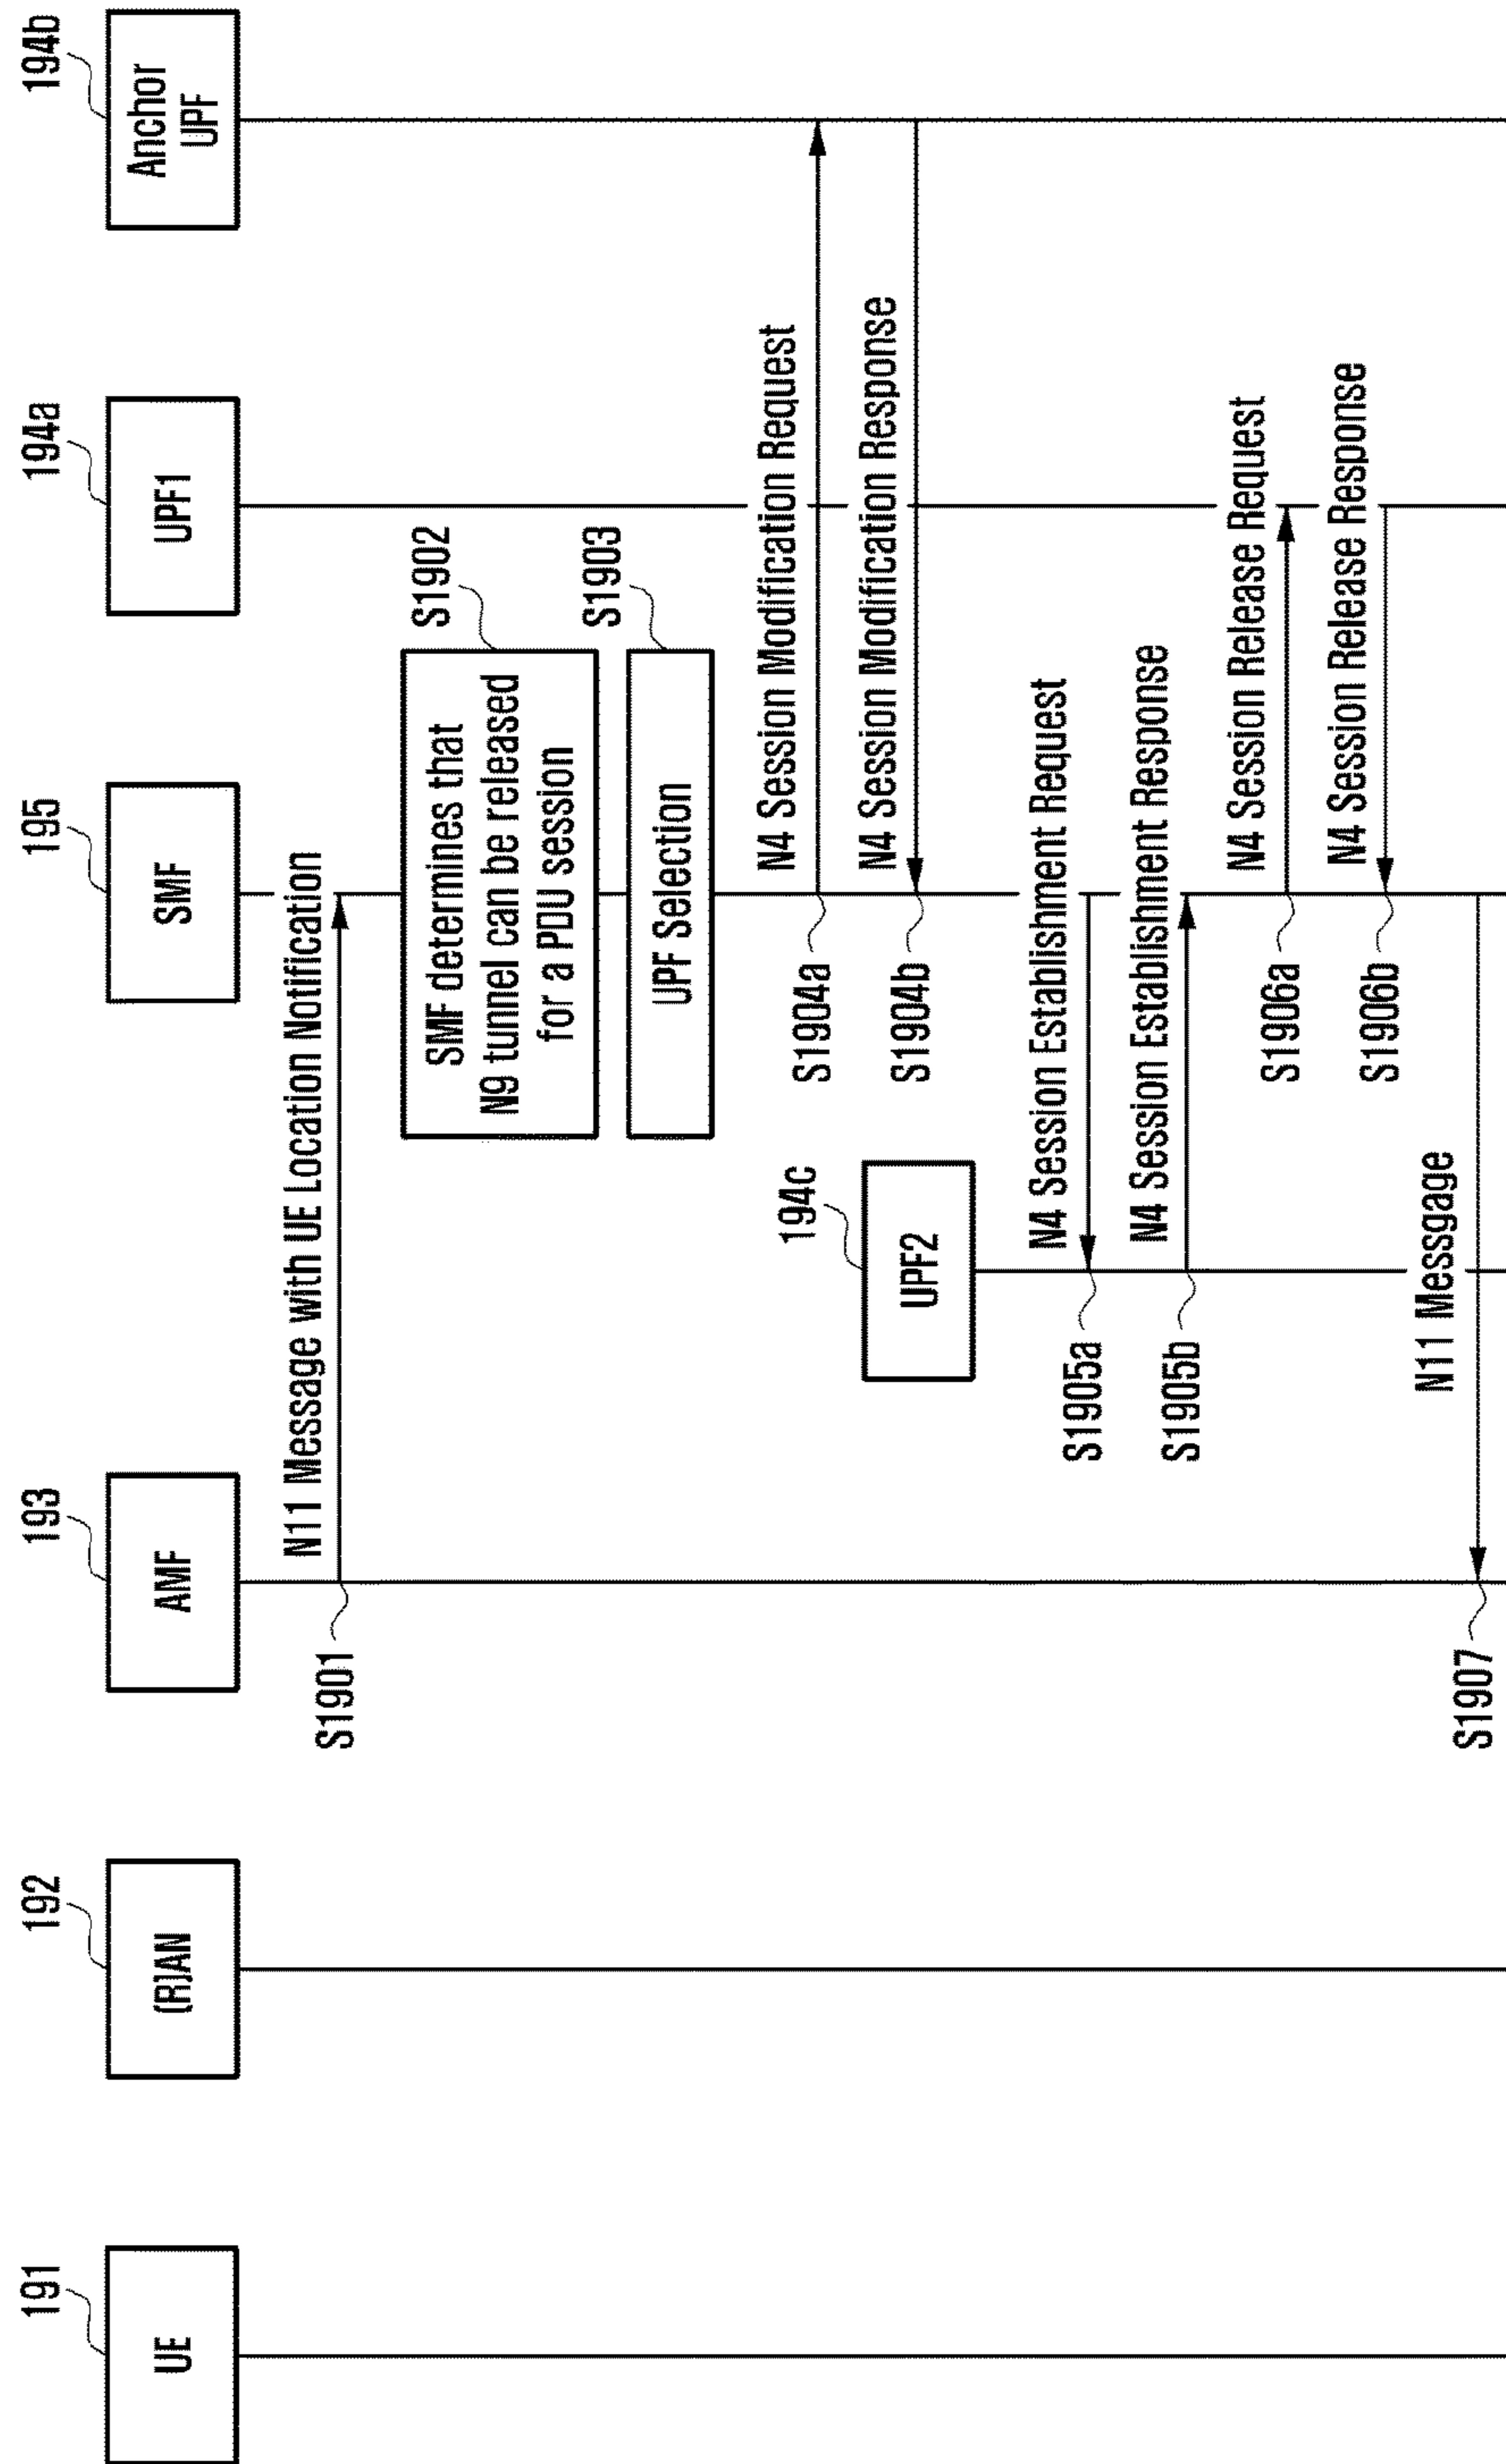 191
192
193
195
194a
194b
UE
(R)AN
AMF
SMF
UPF1
Anchor
UPF
N11 Message with UE Location Notification
S1901
S1902
SMF determines that
N9 tunnel can be released
for a PDU session
S1903
UPF Selection
N4 Session Modification Request
S1904a
194c
UPF2
N4 Session Modification Response
S1904b
N4 Session Establishment Request
S1905a
N4 Session Establishment Response
S1905b
N4 Session Release Request
S1906a
N4 Session Release Response
S1906b
N11 Messgage
S1907